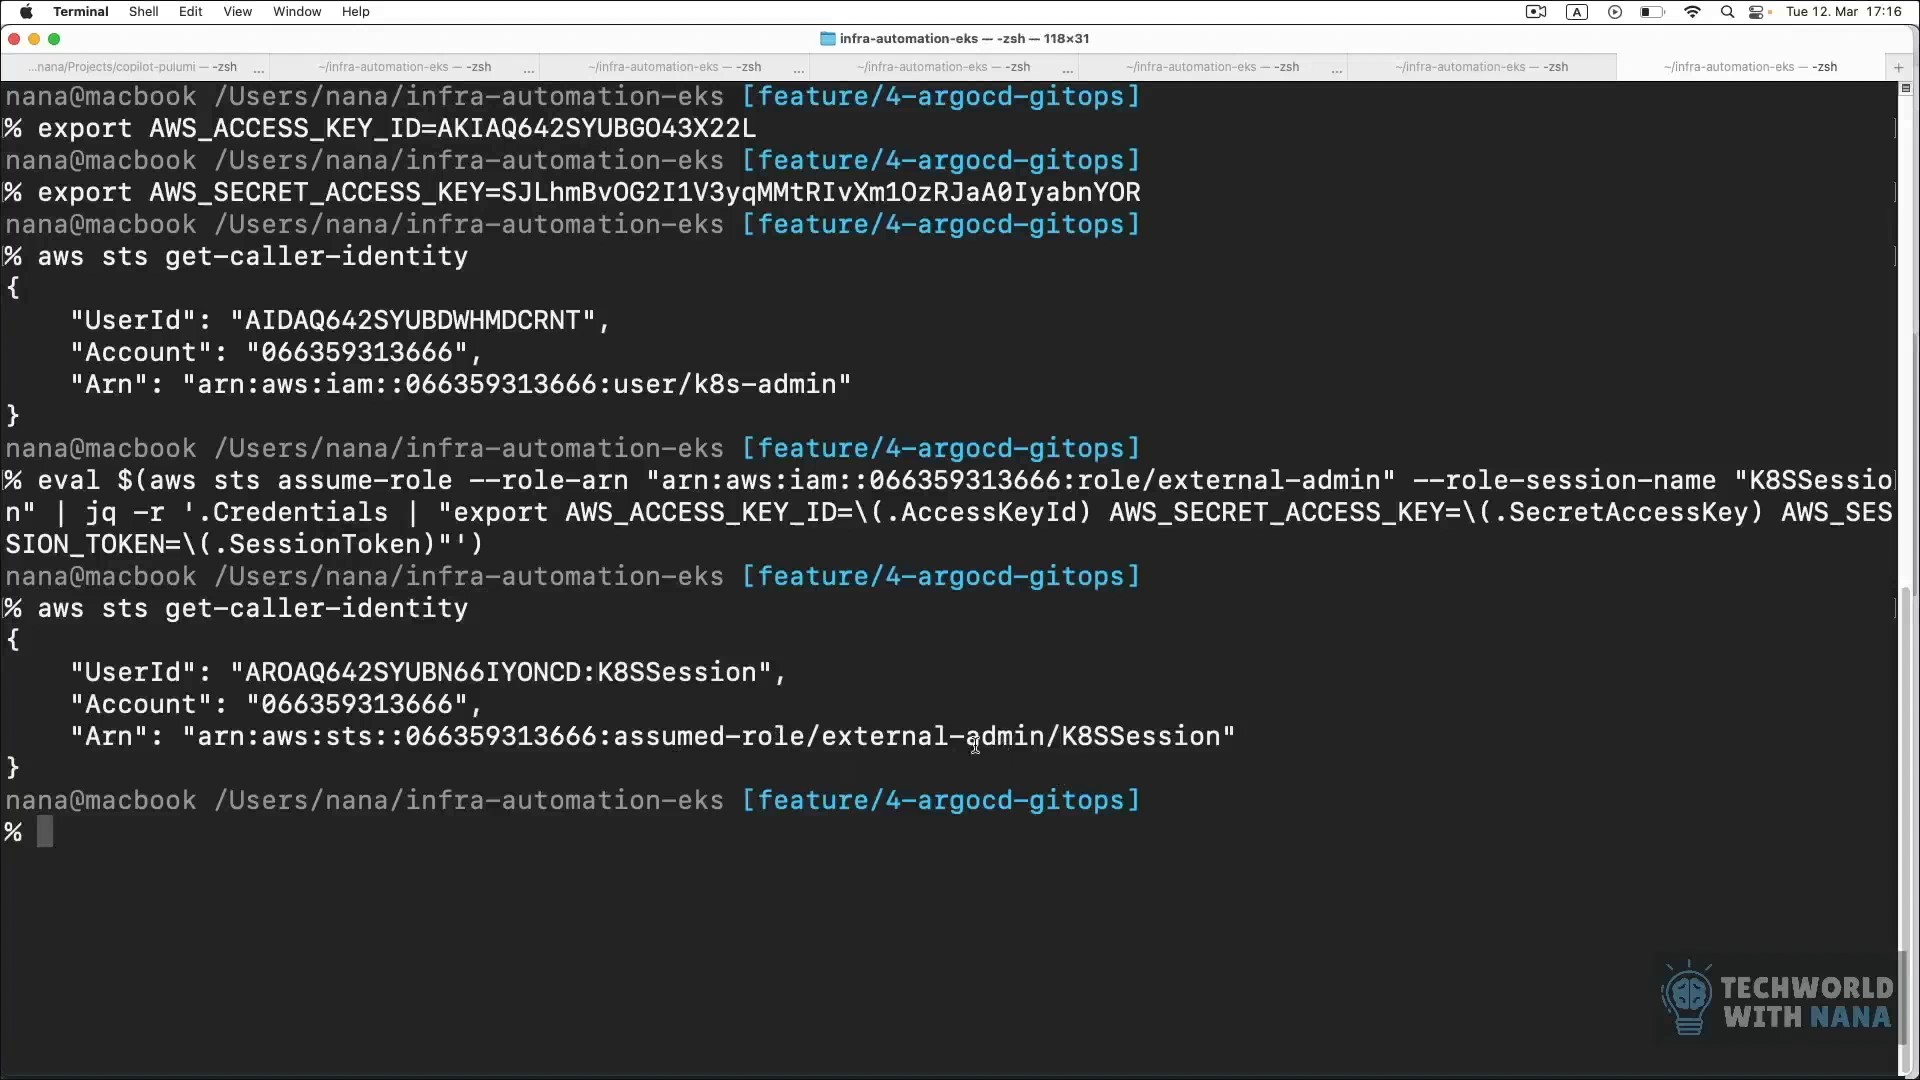 Terminal Shell Edit View Window Help A Tue 12. Mar 17:16
infra-automation-eks — -zsh — 118×31
...nana/Projects/copilot-pulumi — -zsh ... ~/infra-automation-eks — -zsh ... ~/infra-automation-eks — -zsh ... ~/infra-automation-eks — -zsh ... ~/infra-automation-eks — -zsh ... ~/infra-automation-eks — -zsh ~/infra-automation-eks — -zsh +
nana@macbook /Users/nana/infra-automation-eks [feature/4-argocd-gitops]
% export AWS_ACCESS_KEY_ID=AKIAQ642SYUBGO43X22L
nana@macbook /Users/nana/infra-automation-eks [feature/4-argocd-gitops]
% export AWS_SECRET_ACCESS_KEY=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
nana@macbook /Users/nana/infra-automation-eks [feature/4-argocd-gitops]
% aws sts get-caller-identity
{
    "UserId": "AIDAQ642SYUBDWHMDCRNT",
    "Account": "066359313666",
    "Arn": "arn:aws:iam::066359313666:user/k8s-admin"
}
nana@macbook /Users/nana/infra-automation-eks [feature/4-argocd-gitops]
% eval $(aws sts assume-role --role-arn "arn:aws:iam::066359313666:role/external-admin" --role-session-name "K8SSessio
n" | jq -r '.Credentials | "export AWS_ACCESS_KEY_ID=\(.AccessKeyId) AWS_SECRET_ACCESS_KEY=\(.SecretAccessKey) AWS_SES
SION_TOKEN=\(.SessionToken)"')
nana@macbook /Users/nana/infra-automation-eks [feature/4-argocd-gitops]
% aws sts get-caller-identity
{
    "UserId": "AROAQ642SYUBN66IYONCD:K8SSession",
    "Account": "066359313666",
    "Arn": "arn:aws:sts::066359313666:assumed-role/external-admin/K8SSession"
}
nana@macbook /Users/nana/infra-automation-eks [feature/4-argocd-gitops]
%
TECHWORLD
WITH NANA